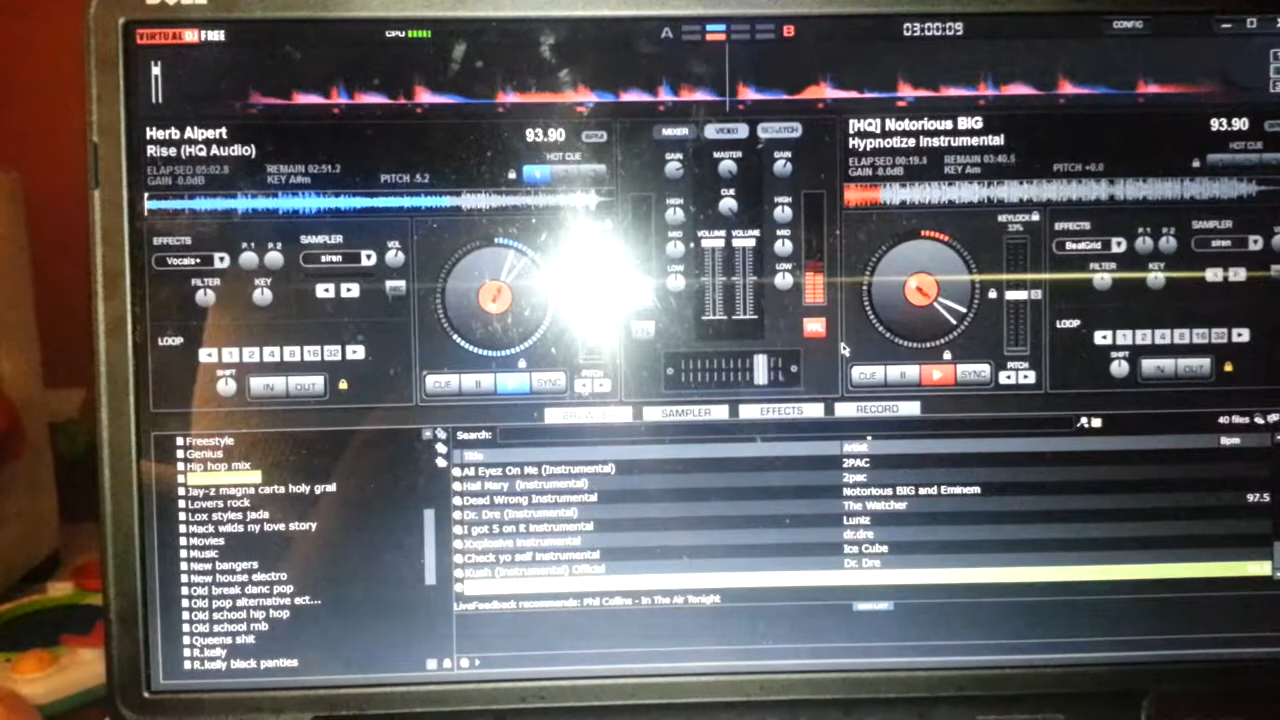 DELL
VIRTUAL DJ FREE
CPU
A
B
03:00:09
CONFIG
Herb Alpert
Rise (HQ Audio)
93.90 BPM
HOT CUE
ELAPSED 05:02.8
REMAIN 02:51.2
GAIN -0.0dB
KEY A#m
PITCH -5.2
MIXER VIDEO SCRATCH
GAIN MASTER GAIN
CUE
HIGH HIGH
MID MID
VOLUME VOLUME
LOW LOW
[HQ] Notorious BIG
Hypnotize Instrumental
93.90
HOT CUE
ELAPSED 00:19.8
REMAIN 03:40.5
GAIN -0.0dB
KEY Am
PITCH +0.0
EFFECTS
P.1 P.2
SAMPLER
VOL
Vocals+
siren
FILTER
KEY
REC
LOOP
1 2 4 8 16 32
SHIFT
IN OUT
CUE SYNC
PITCH
PFL
KEYLOCK
33%
CUE SYNC
PITCH
EFFECTS
P.1 P.2
SAMPLER
BeatGrid
siren
FILTER
KEY
LOOP
1 2 4 8 16 32
SHIFT
IN OUT
SAMPLER
EFFECTS
RECORD
Freestyle
Genius
Hip hop mix
Jay-z magna carta holy grail
Lovers rock
Lox styles jada
Mack wilds ny love story
Movies
Music
New bangers
New house electro
Old break danc pop
Old pop alternative ect...
Old school hip hop
Old school rnb
Queens shit
R.kelly
R.kelly black panties
Search:
40 files
Title Artist Bpm
All Eyez On Me (Instrumental) 2PAC
Hail Mary (Instrumental) 2pac
Dead Wrong Instrumental Notorious BIG and Eminem
Dr. Dre (Instrumental) The Watcher 97.5
I got 5 on it instrumental Luniz
Xxplosive Instrumental dr.dre
Check yo self instrumental Ice Cube
Kush (Instrumental) Official Dr. Dre
LiveFeedback recommends: Phil Collins - In The Air Tonight